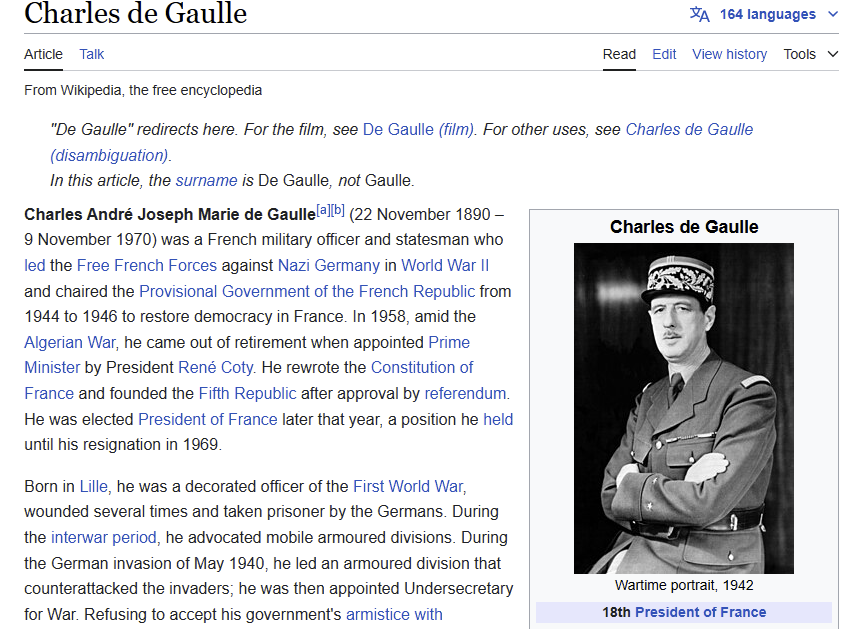 Charles de Gaulle
164 languages
Article Talk
Read Edit View history Tools
From Wikipedia, the free encyclopedia
"De Gaulle" redirects here. For the film, see De Gaulle (film). For other uses, see Charles de Gaulle
(disambiguation).
In this article, the surname is De Gaulle, not Gaulle.
Charles André Joseph Marie de Gaulle[a][b] (22 November 1890 –
9 November 1970) was a French military officer and statesman who
led the Free French Forces against Nazi Germany in World War II
and chaired the Provisional Government of the French Republic from
1944 to 1946 to restore democracy in France. In 1958, amid the
Algerian War, he came out of retirement when appointed Prime
Minister by President René Coty. He rewrote the Constitution of
France and founded the Fifth Republic after approval by referendum.
He was elected President of France later that year, a position he held
until his resignation in 1969.
Born in Lille, he was a decorated officer of the First World War,
wounded several times and taken prisoner by the Germans. During
the interwar period, he advocated mobile armoured divisions. During
the German invasion of May 1940, he led an armoured division that
counterattacked the invaders; he was then appointed Undersecretary
for War. Refusing to accept his government's armistice with
Charles de Gaulle
Wartime portrait, 1942
18th President of France